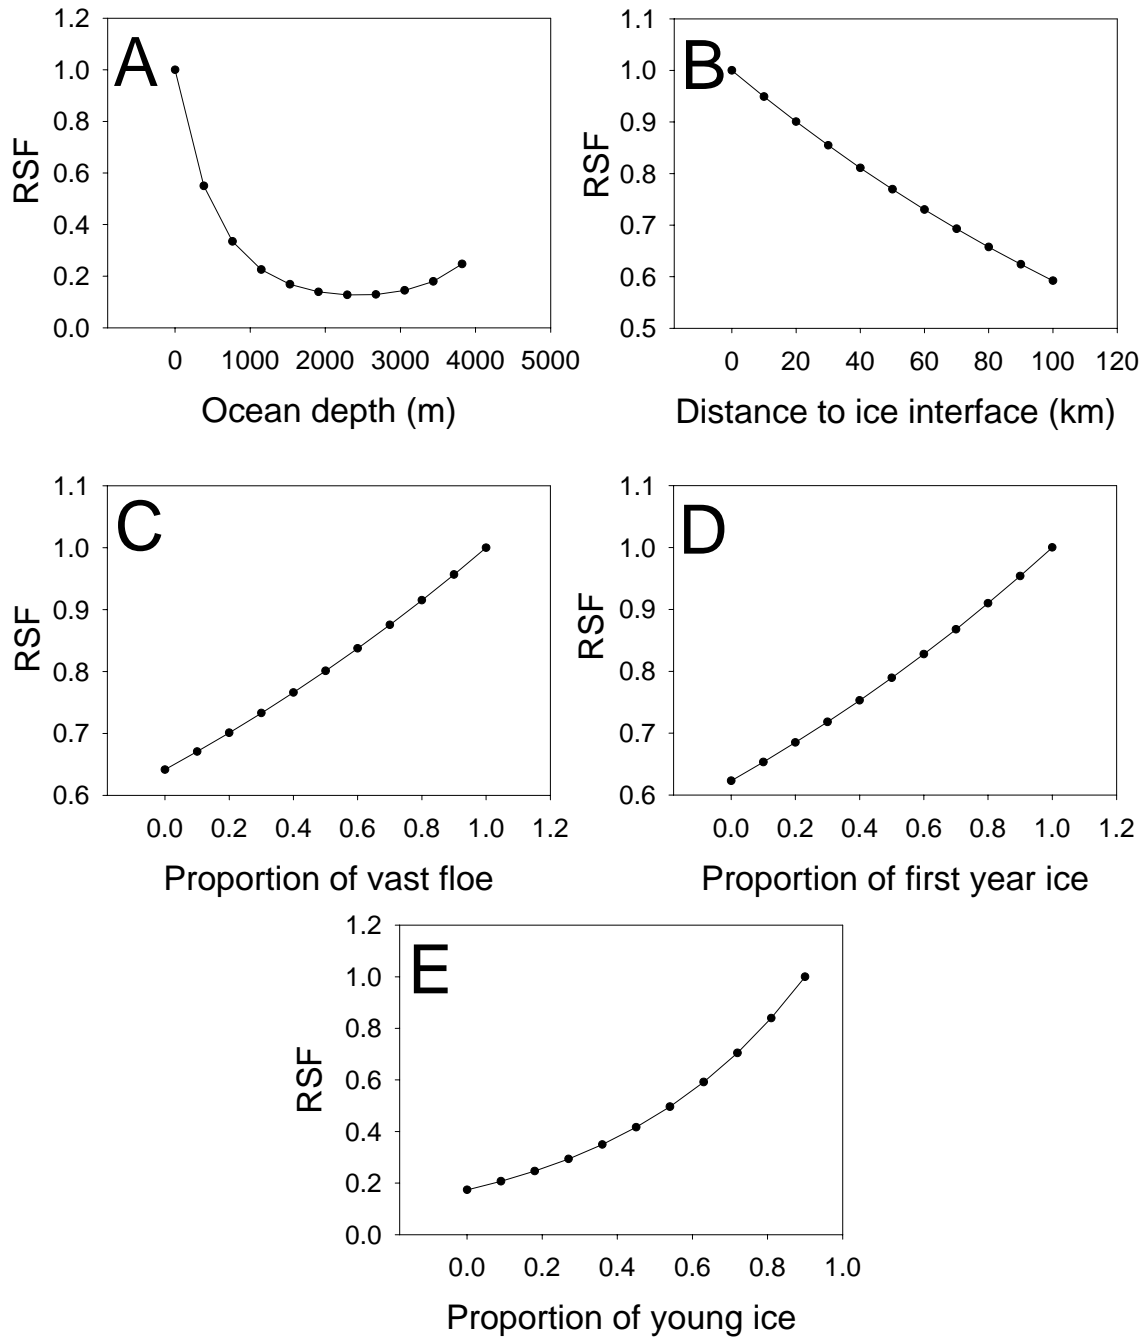 A
RSF
1.2
1.0
0.8
0.6
0.4
0.2
0.0
0 1000 2000 3000 4000 5000
Ocean depth (m)
B
RSF
1.1
1.0
0.9
0.8
0.7
0.6
0.5
0 20 40 60 80 100 120
Distance to ice interface (km)
C
RSF
1.1
1.0
0.9
0.8
0.7
0.6
0.0 0.2 0.4 0.6 0.8 1.0 1.2
Proportion of vast floe
D
RSF
1.1
1.0
0.9
0.8
0.7
0.6
0.0 0.2 0.4 0.6 0.8 1.0 1.2
Proportion of first year ice
E
RSF
1.2
1.0
0.8
0.6
0.4
0.2
0.0
0.0 0.2 0.4 0.6 0.8 1.0
Proportion of young ice